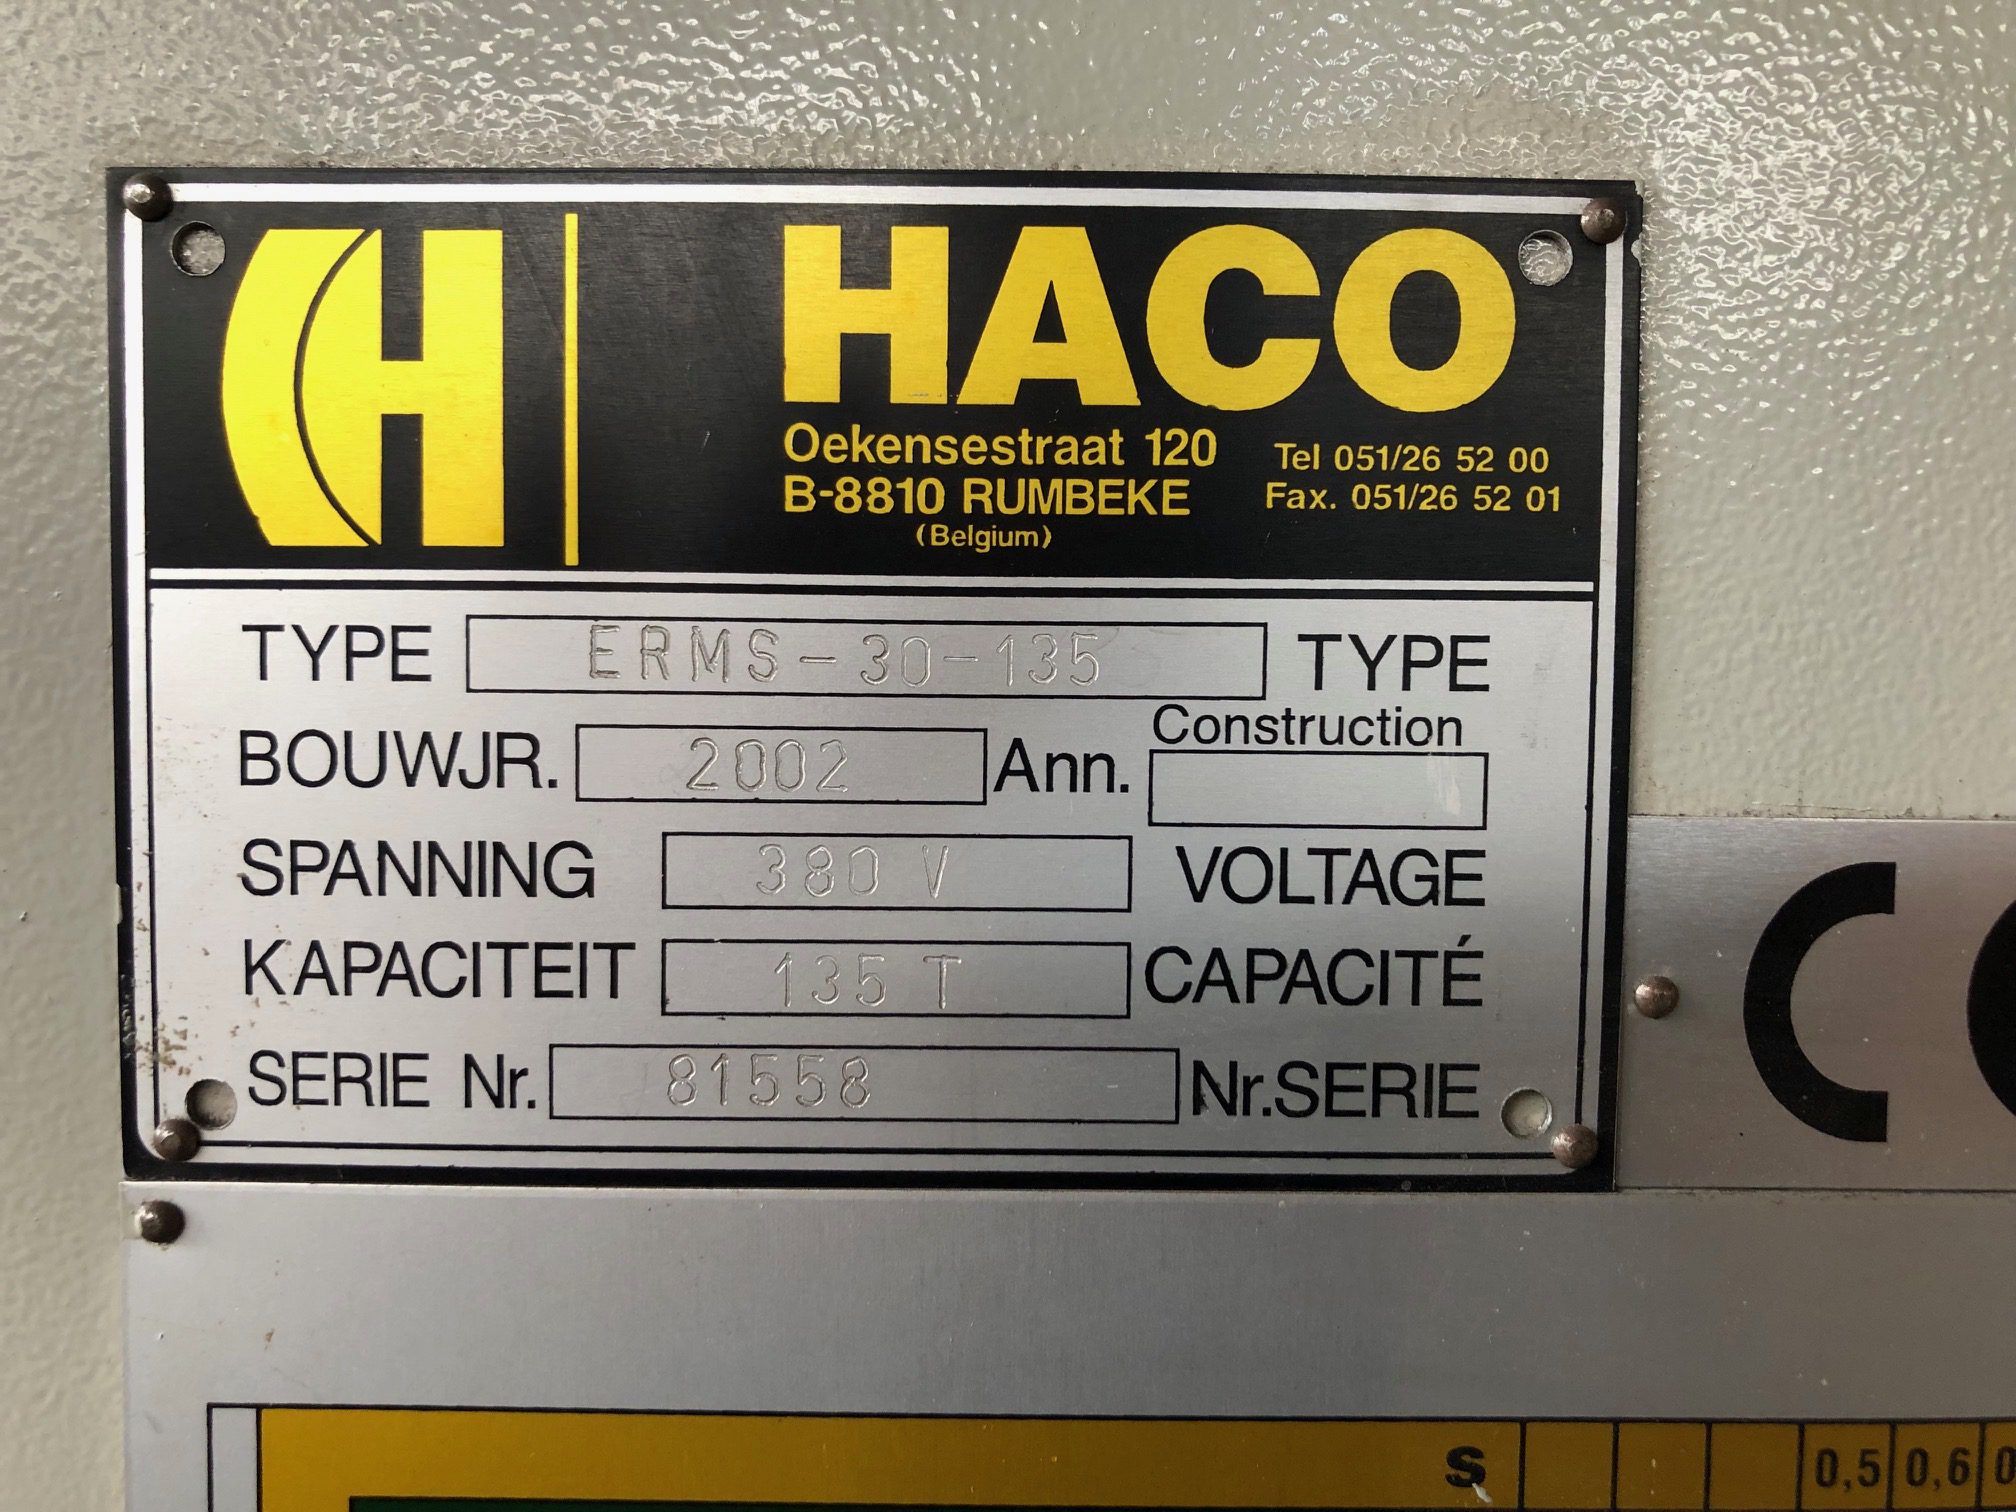 H
HACO
Oekensestraat 120
B-8810 RUMBEKE
(Belgium)
Tel 051/26 52 00
Fax. 051/26 52 01
TYPE ERMS-30-135 TYPE
BOUWJR. 2002 Ann. Construction
SPANNING 380 V VOLTAGE
KAPACITEIT 135 T CAPACITÉ
SERIE Nr. 81558 Nr.SERIE
C
S 0,5 0,6